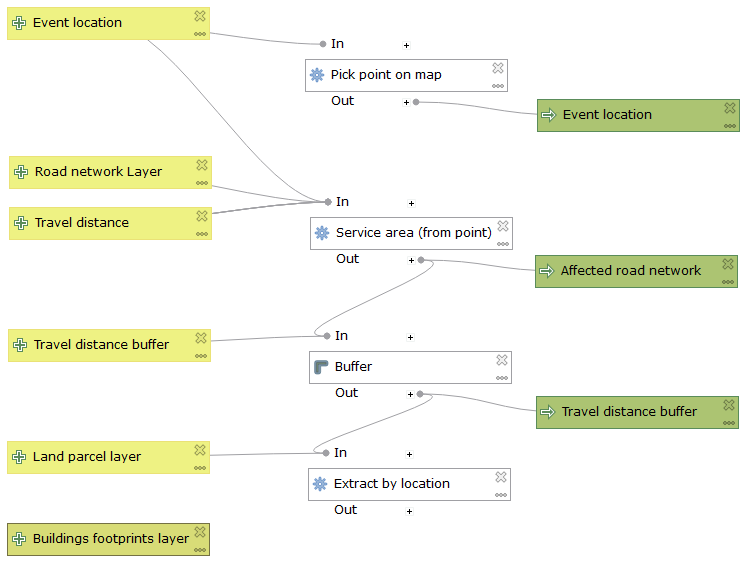 Event location
In
Pick point on map
Out
Event location
Road network Layer
In
Travel distance
Service area (from point)
Out
Affected road network
Travel distance buffer
In
Buffer
Out
Travel distance buffer
Land parcel layer
In
Extract by location
Out
Buildings footprints layer